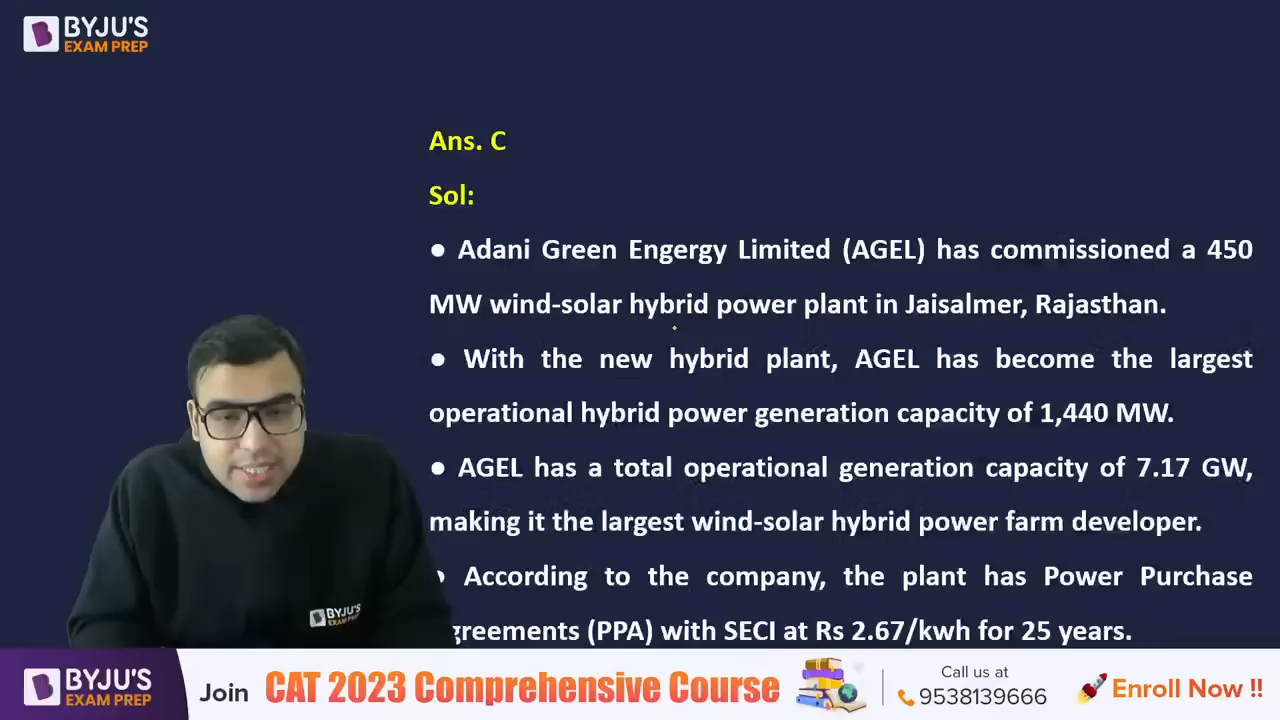 BYJU'S
EXAM PREP
Ans. C
Sol:
● Adani Green Engergy Limited (AGEL) has commissioned a 450
MW wind-solar hybrid power plant in Jaisalmer, Rajasthan.
● With the new hybrid plant, AGEL has become the largest
operational hybrid power generation capacity of 1,440 MW.
● AGEL has a total operational generation capacity of 7.17 GW,
making it the largest wind-solar hybrid power farm developer.
● According to the company, the plant has Power Purchase
greements (PPA) with SECI at Rs 2.67/kwh for 25 years.
BYJU'S
EXAM PREP
BYJU'S
EXAM PREP
Join CAT 2023 Comprehensive Course
Call us at
9538139666
Enroll Now !!